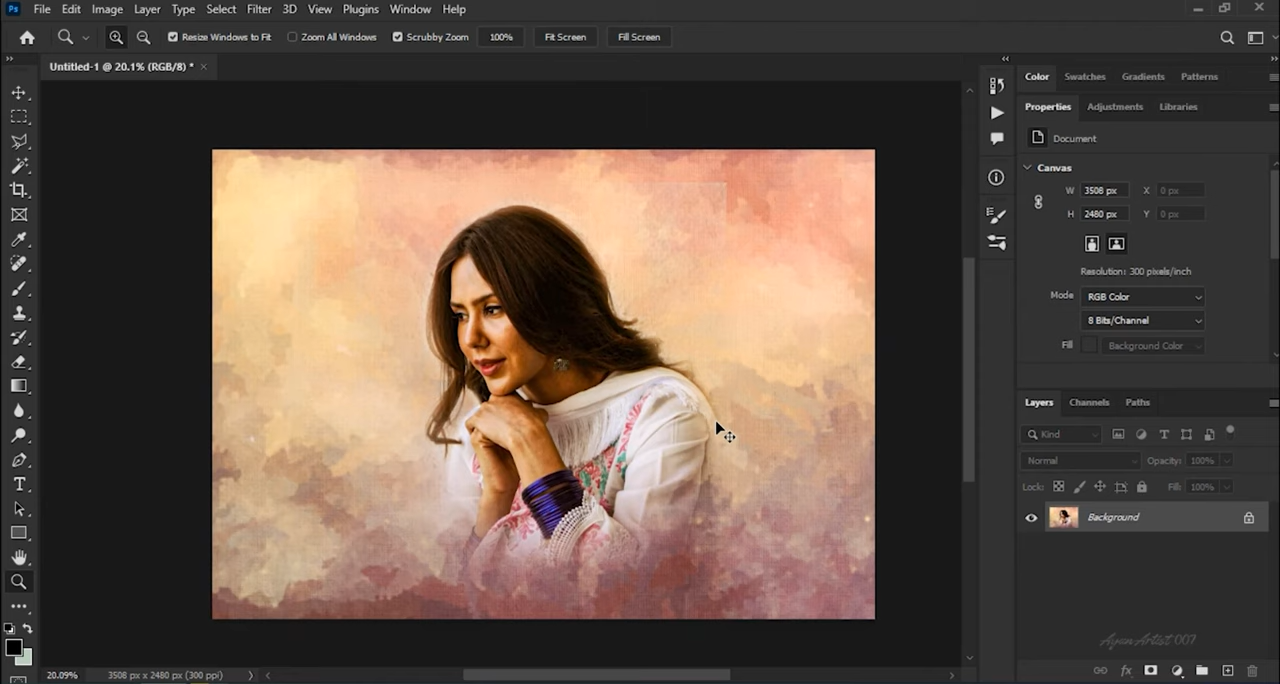 Ps File Edit Image Layer Type Select Filter 3D View Plugins Window Help
Resize Windows to Fit Zoom All Windows Scrubby Zoom 100% Fit Screen Fill Screen
Untitled-1 @ 20.1% (RGB/8) * ×
Color Swatches Gradients Patterns
Properties Adjustments Libraries
Document
Canvas
W 3508 px X 0 px
H 2480 px Y 0 px
Resolution: 300 pixels/inch
Mode RGB Color
8 Bits/Channel
Fill Background Color
Layers Channels Paths
Kind
Normal Opacity: 100%
Lock: Fill: 100%
Background
Ayan Artist 007
20.09% 3508 px x 2480 px (300 ppi)